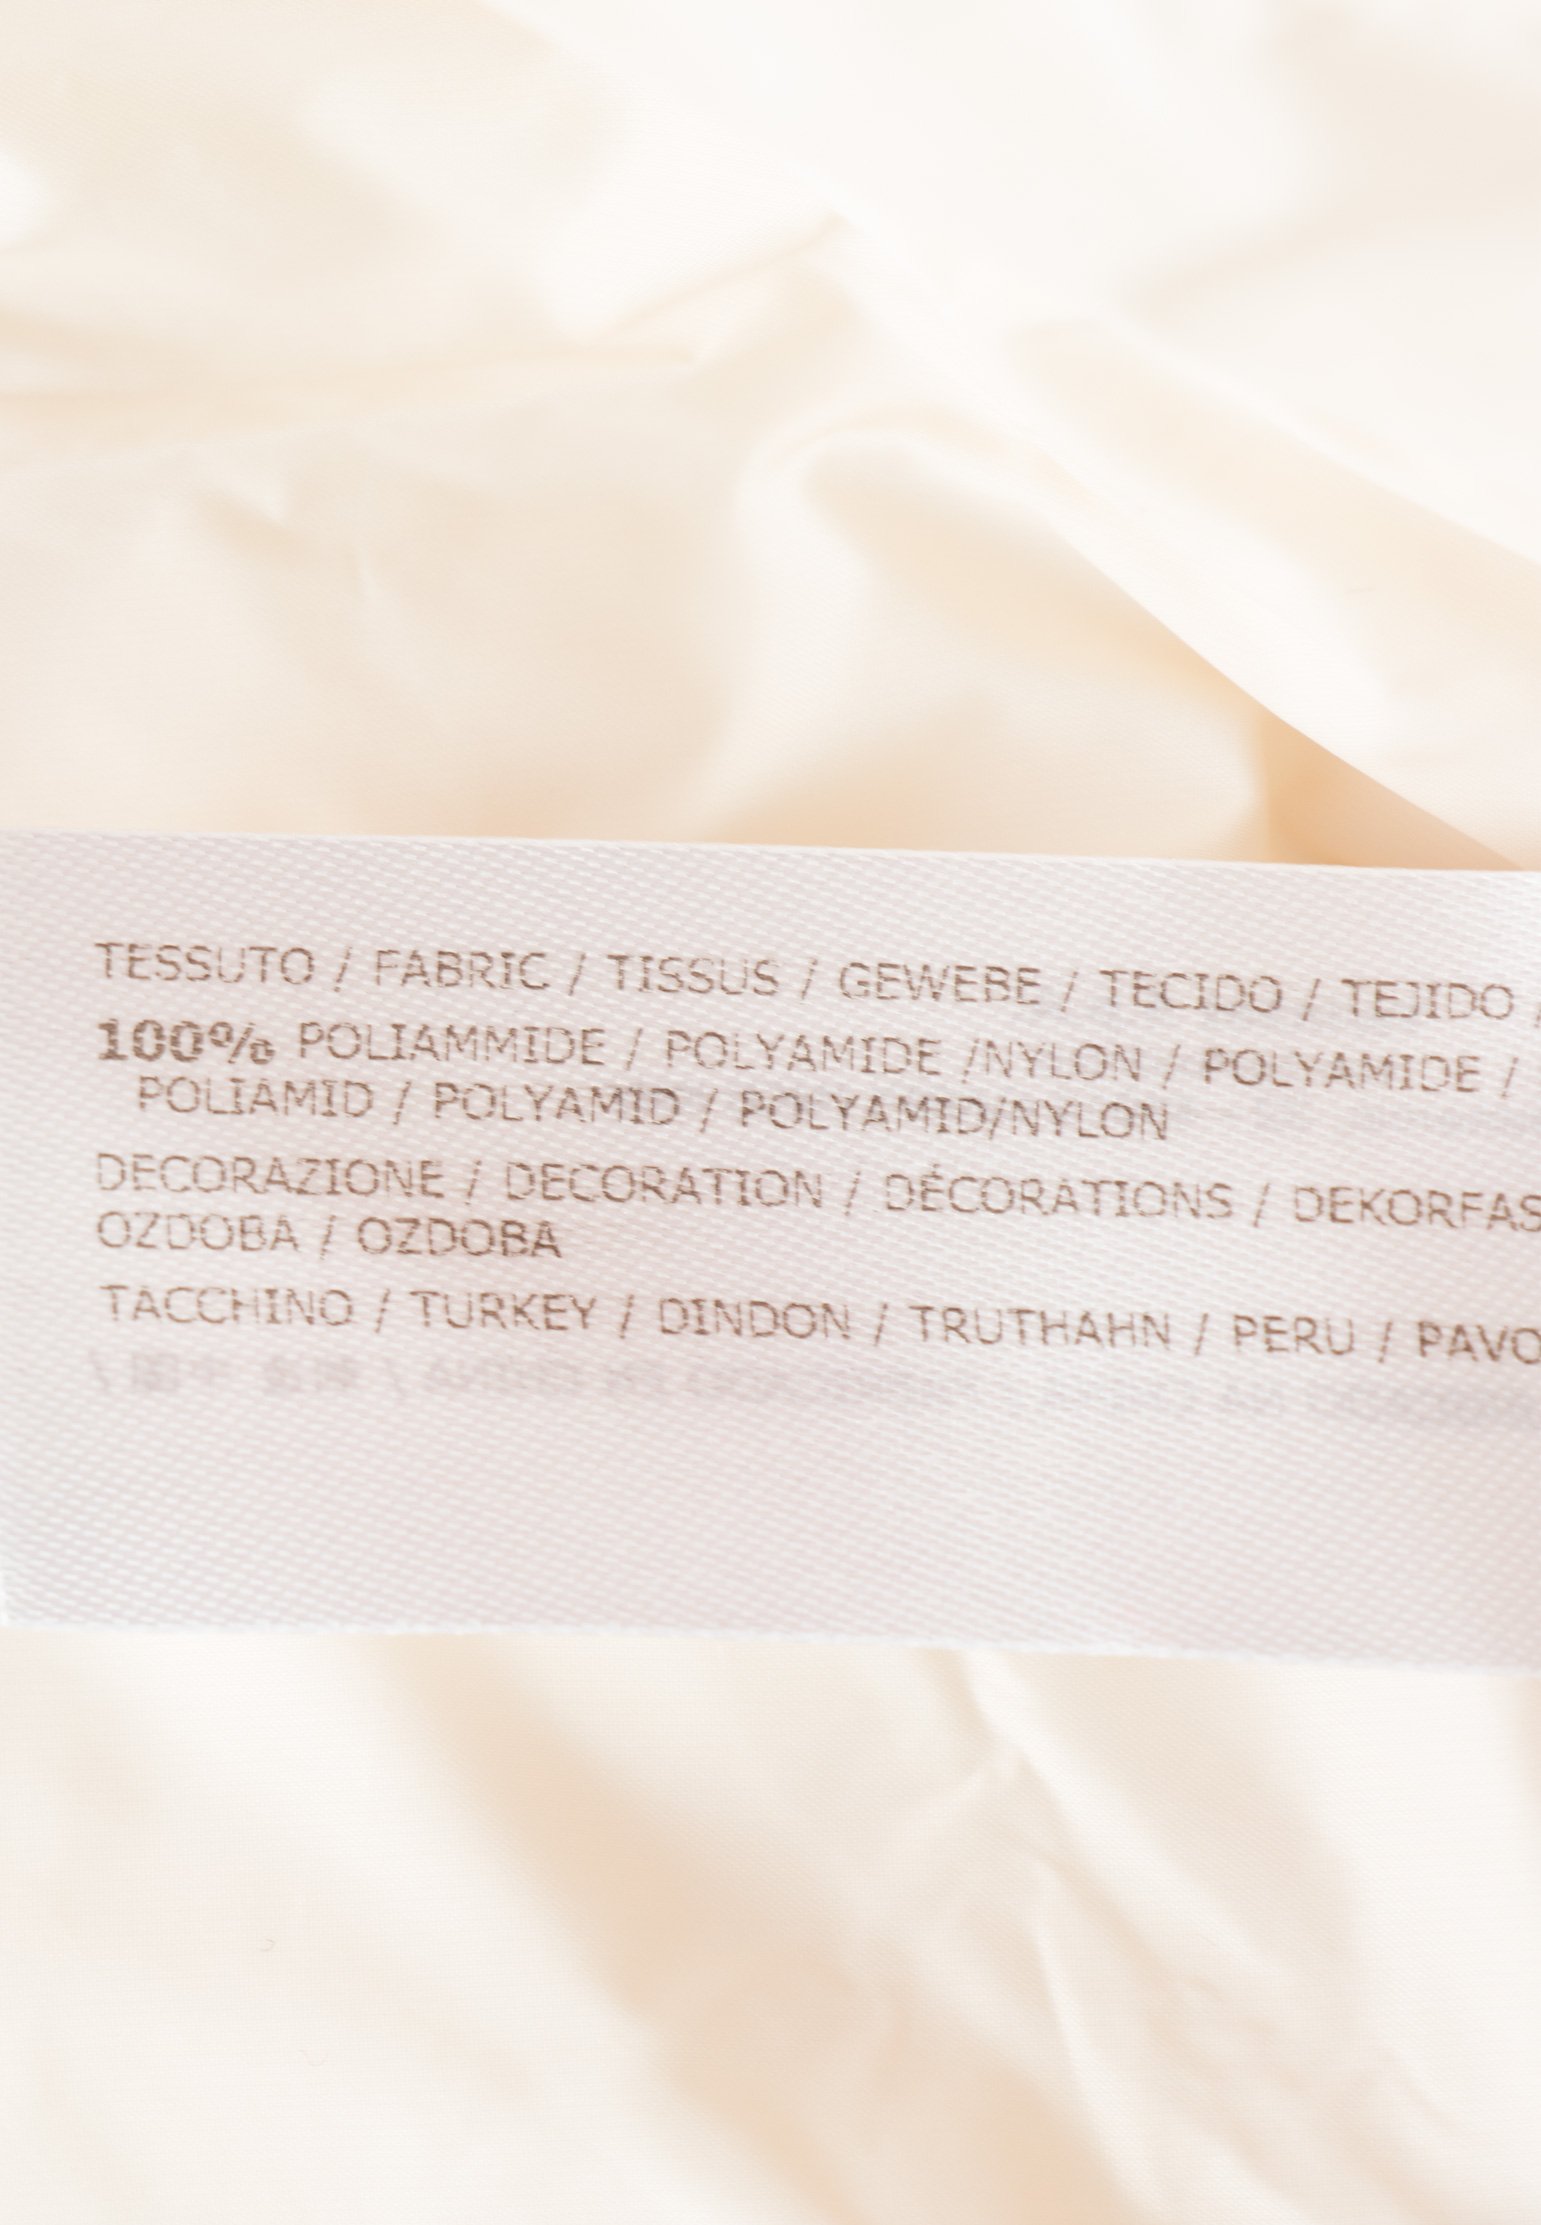 TESSUTO / FABRIC / TISSUS / GEWEBE / TECIDO / TEJIDO /
100% POLIAMMIDE / POLYAMIDE /NYLON / POLYAMIDE /
POLIAMID / POLYAMID / POLYAMID/NYLON
DECORAZIONE / DECORATION / DÉCORATIONS / DEKORFAS
OZDOBA / OZDOBA
TACCHINO / TURKEY / DINDON / TRUTHAHN / PERU / PAVO